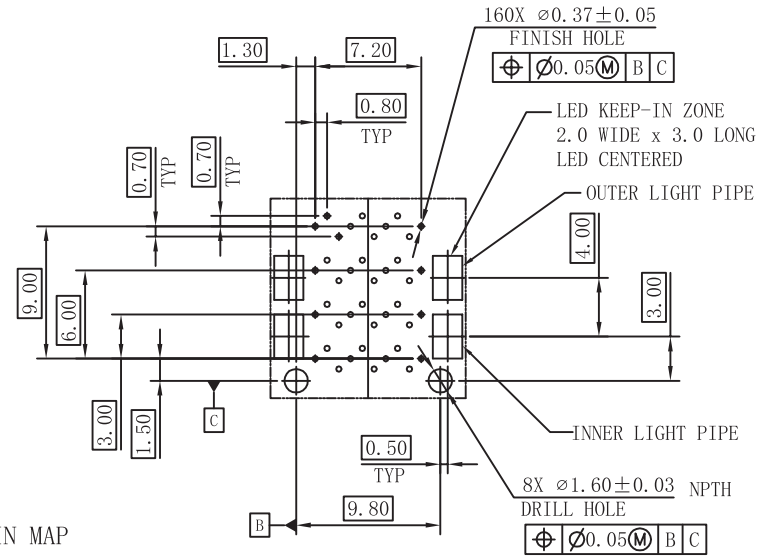 160X ⌀0.37±0.05
FINISH HOLE
⌖ ⌀0.05Ⓜ B C
1.30
7.20
0.80
TYP
0.70
TYP
0.70
TYP
LED KEEP-IN ZONE
2.0 WIDE x 3.0 LONG
LED CENTERED
OUTER LIGHT PIPE
4.00
3.00
9.00
6.00
3.00
1.50
C
INNER LIGHT PIPE
0.50
TYP
8X ⌀1.60±0.03 NPTH
DRILL HOLE
⌖ ⌀0.05Ⓜ B C
B
9.80
IN MAP